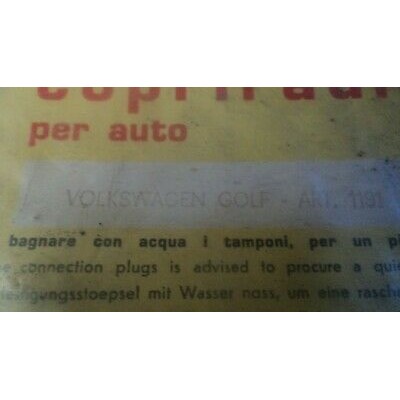 per auto
VOLKSWAGEN GOLF - ART. 1191
bagnare con acqua i tamponi, per un
connection plugs is advised to procure a
mit Wasser nass, um eine